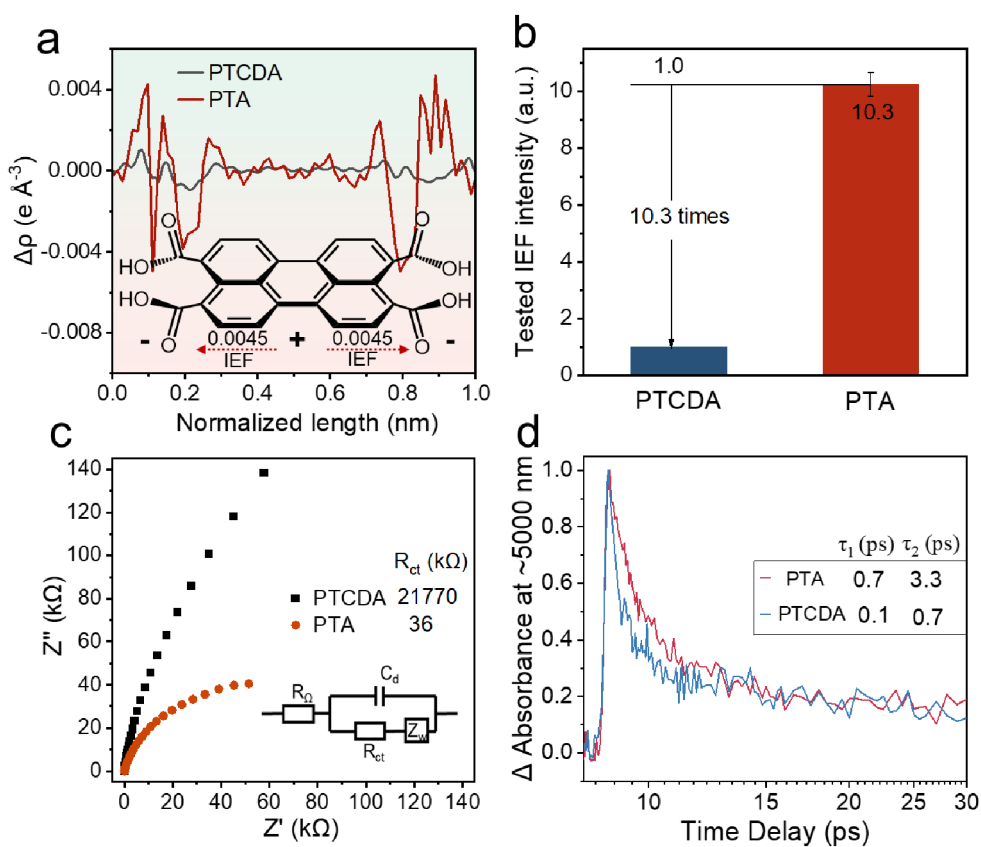 a
PTCDA
PTA
0.004
0.000
-0.004
-0.008
Δρ (e Å⁻³)
O
O
HO
OH
HO
OH
O
O
0.0045
+
0.0045
-
IEF
IEF
-
0.0
0.2
0.4
0.6
0.8
1.0
Normalized length (nm)
b
12
10
8
6
4
2
0
Tested IEF intensity (a.u.)
1.0
10.3
10.3 times
PTCDA
PTA
c
140
120
100
80
60
40
20
0
Z'' (kΩ)
Rct (kΩ)
PTCDA 21770
PTA 36
RΩ
Cd
Rct
Zw
0 20 40 60 80 100 120 140
Z' (kΩ)
d
1.0
0.8
0.6
0.4
0.2
0.0
Δ Absorbance at ~5000 nm
τ1 (ps) τ2 (ps)
PTA 0.7 3.3
PTCDA 0.1 0.7
10 15 20 25 30
Time Delay (ps)